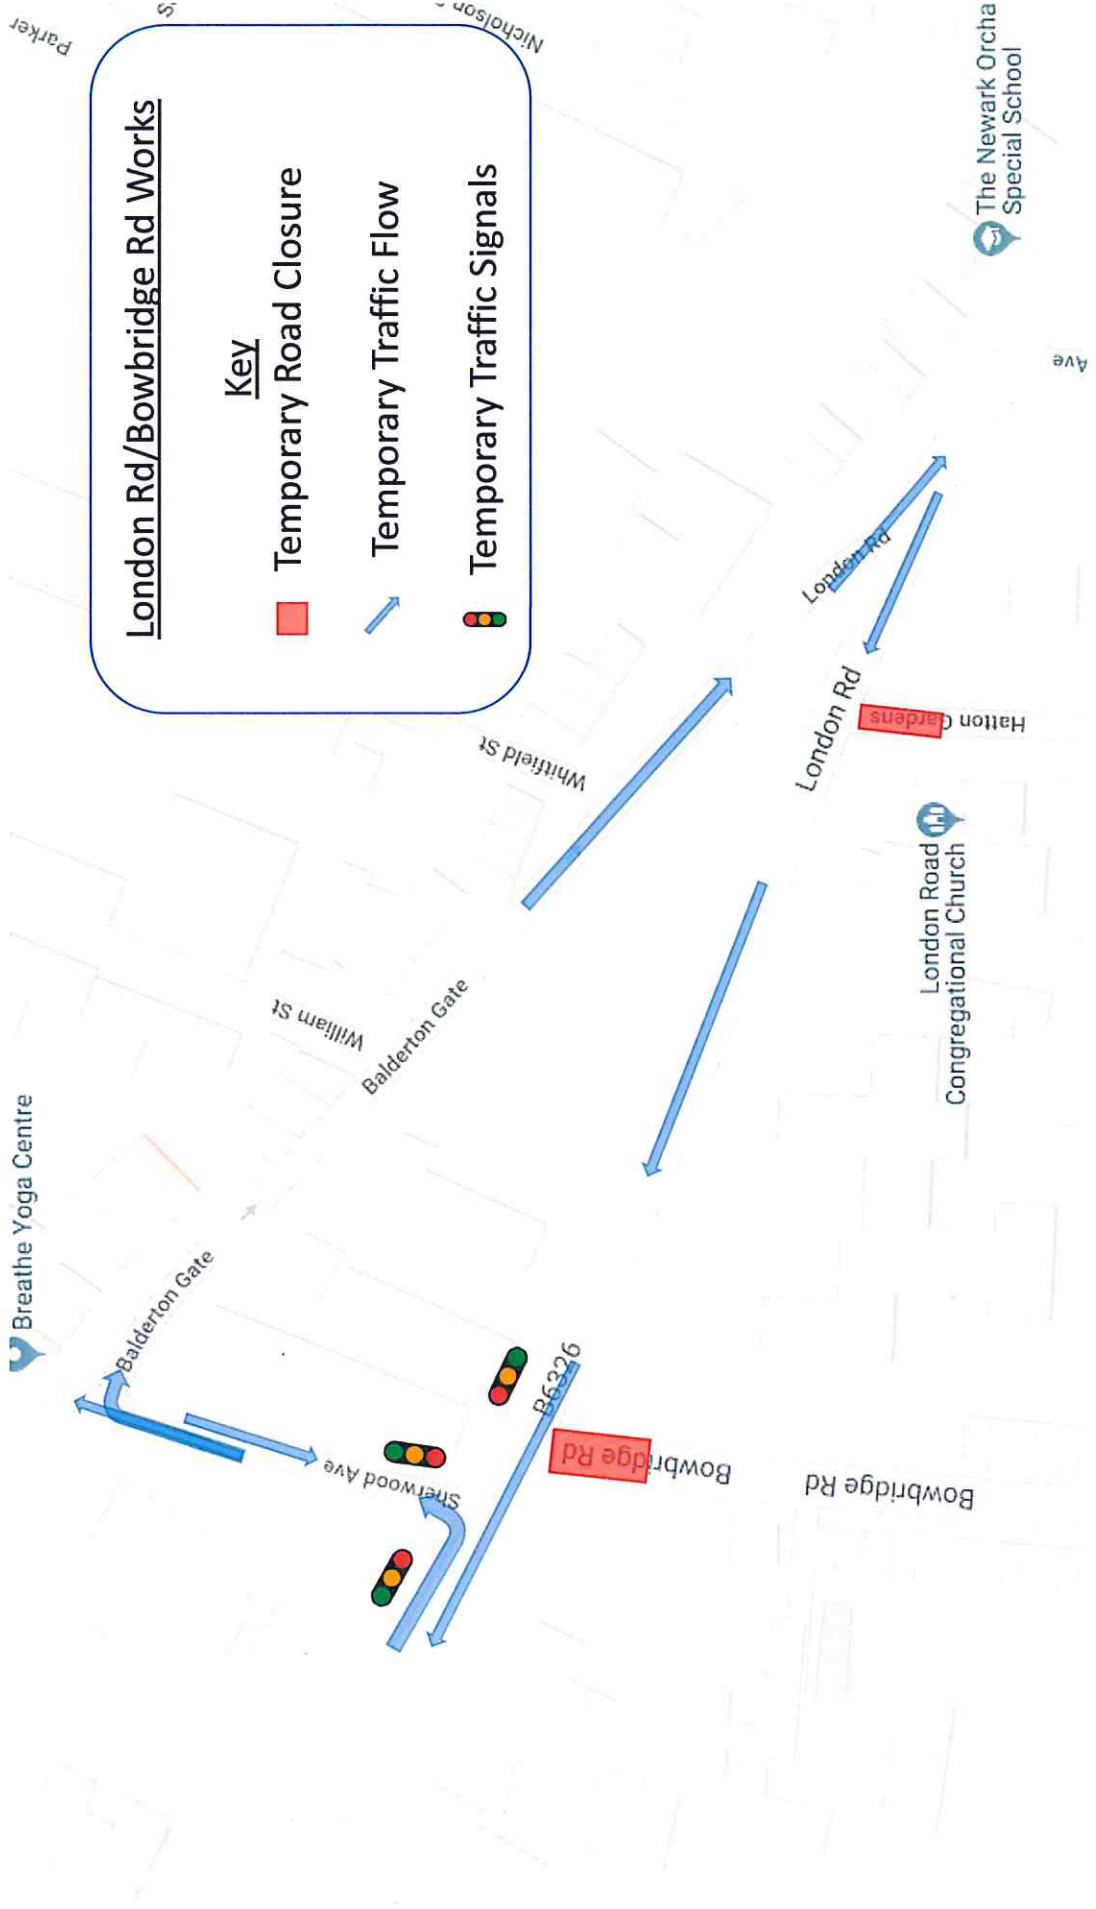 London Rd/Bowbridge Rd Works
Key
Temporary Road Closure
Temporary Traffic Flow
Temporary Traffic Signals
Breathe Yoga Centre
Parker
Nicholson
Balderton Gate
William St
Balderton Gate
Whitfield St
Sherwood Ave
B6326
London Rd
London Rd
Bowbridge Rd
Bowbridge Rd
Hatton Gardens
London Road
Congregational Church
The Newark Orcha
Special School
Ave